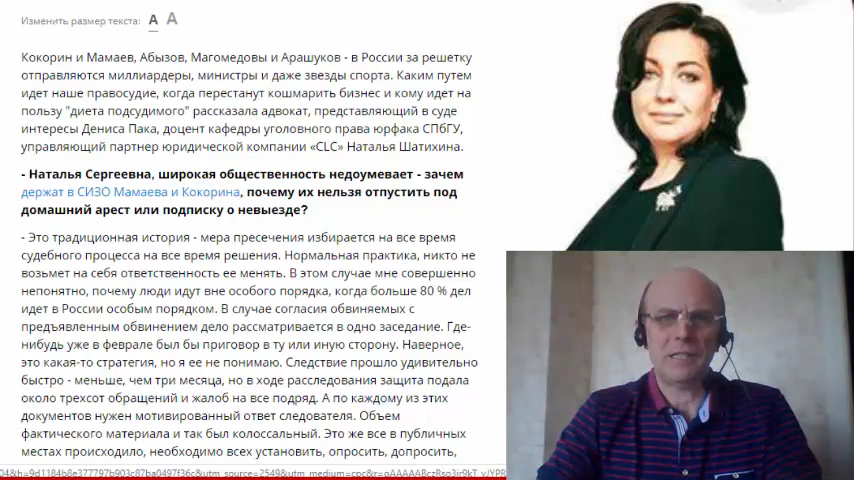 Изменить размер текста: A A
Кокорин и Мамаев, Абызов, Магомедовы и Арашуков - в России за решетку
отправляются миллиардеры, министры и даже звезды спорта. Каким путем
идет наше правосудие, когда перестанут кошмарить бизнес и кому идет на
пользу "диета подсудимого" рассказала адвокат, представляющий в суде
интересы Дениса Пака, доцент кафедры уголовного права юрфака СПбГУ,
управляющий партнер юридической компании «CLC» Наталья Шатихина.
- Наталья Сергеевна, широкая общественность недоумевает - зачем
держат в СИЗО Мамаева и Кокорина, почему их нельзя отпустить под
домашний арест или подписку о невыезде?
- Это традиционная история - мера пресечения избирается на все время
судебного процесса на все время решения. Нормальная практика, никто не
возьмет на себя ответственность ее менять. В этом случае мне совершенно
непонятно, почему люди идут вне особого порядка, когда больше 80 % дел
идет в России особым порядком. В случае согласия обвиняемых с
предъявленным обвинением дело рассматривается в одно заседание. Где-
нибудь уже в феврале был бы приговор в ту или иную сторону. Наверное,
это какая-то стратегия, но я ее не понимаю. Следствие прошло удивительно
быстро - меньше, чем три месяца, но в ходе расследования защита подала
около трехсот обращений и жалоб на все подряд. А по каждому из этих
документов нужен мотивированный ответ следователя. Объем
фактического материала и так был колоссальный. Это же все в публичных
местах происходило, необходимо всех установить, опросить, допросить,